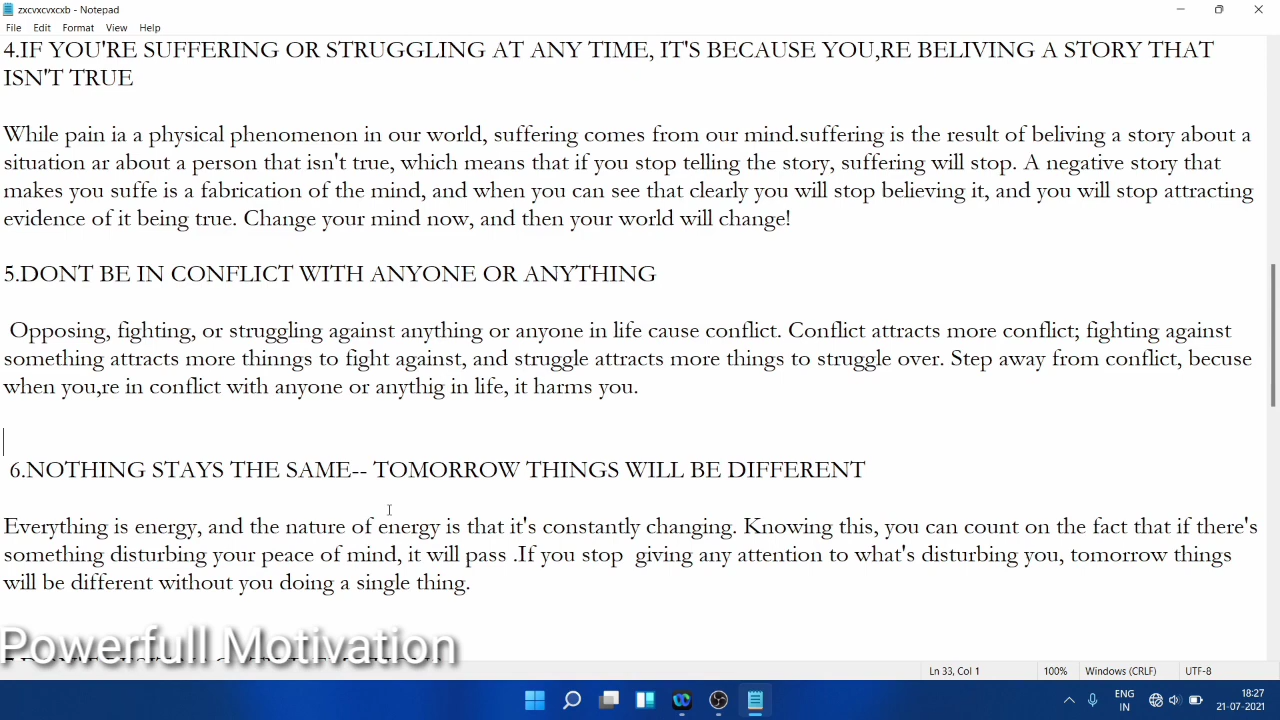 zxcvxcvxcxb - Notepad
File Edit Format View Help
4.IF YOU'RE SUFFERING OR STRUGGLING AT ANY TIME, IT'S BECAUSE YOU,RE BELIVING A STORY THAT
ISN'T TRUE
While pain ia a physical phenomenon in our world, suffering comes from our mind.suffering is the result of beliving a story about a
situation ar about a person that isn't true, which means that if you stop telling the story, suffering will stop. A negative story that
makes you suffe is a fabrication of the mind, and when you can see that clearly you will stop believing it, and you will stop attracting
evidence of it being true. Change your mind now, and then your world will change!
5.DONT BE IN CONFLICT WITH ANYONE OR ANYTHING
Opposing, fighting, or struggling against anything or anyone in life cause conflict. Conflict attracts more conflict; fighting against
something attracts more thinngs to fight against, and struggle attracts more things to struggle over. Step away from conflict, becuse
when you,re in conflict with anyone or anythig in life, it harms you.
6.NOTHING STAYS THE SAME-- TOMORROW THINGS WILL BE DIFFERENT
Everything is energy, and the nature of energy is that it's constantly changing. Knowing this, you can count on the fact that if there's
something disturbing your peace of mind, it will pass .If you stop  giving any attention to what's disturbing you, tomorrow things
will be different without you doing a single thing.
Powerfull Motivation
Ln 33, Col 1 100% Windows (CRLF) UTF-8
ENG 18:27
IN 21-07-2021